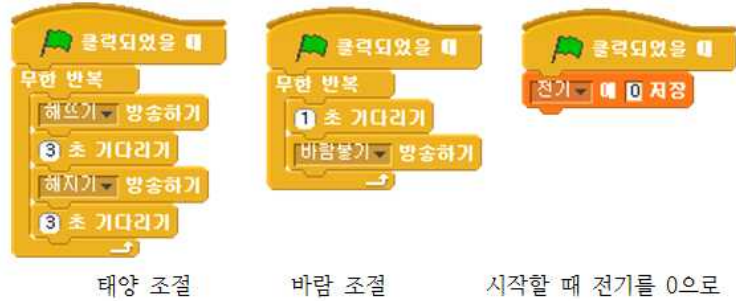 클릭되었을 때
무한 반복
해뜨기 방송하기
3 초 기다리기
해지기 방송하기
3 초 기다리기
태양 조절
클릭되었을 때
무한 반복
1 초 기다리기
바람불기 방송하기
바람 조절
클릭되었을 때
전기 에 0 저장
시작할 때 전기를 0으로